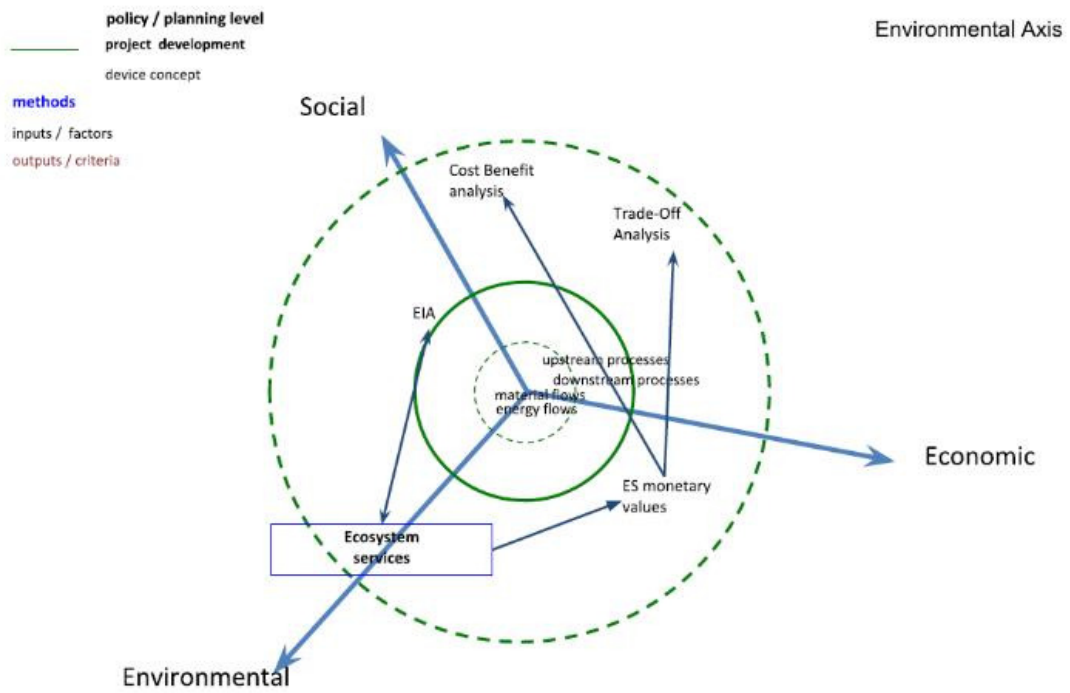 policy / planning level
project development
device concept
methods
inputs / factors
outputs / criteria
Environmental Axis
Social
Cost Benefit
analysis
Trade-Off
Analysis
EIA
upstream processes
downstream processes
material flows
energy flows
Economic
ES monetary
values
Ecosystem
services
Environmental